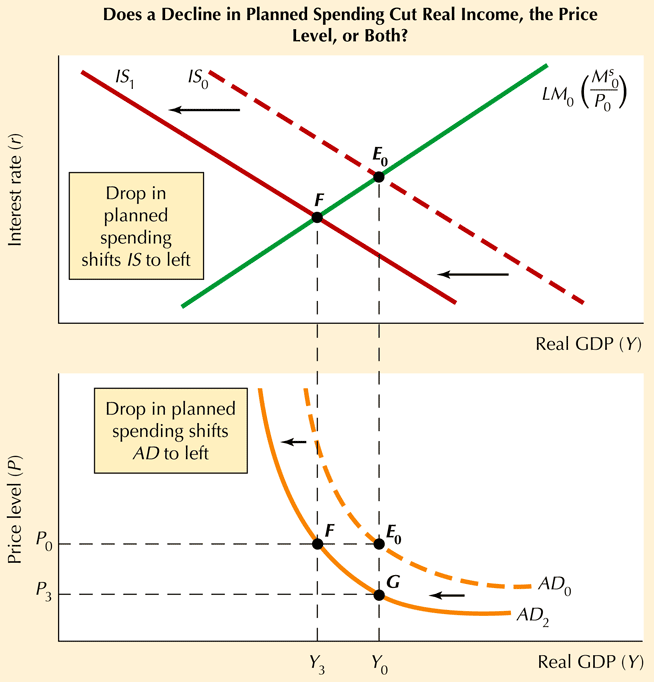 Does a Decline in Planned Spending Cut Real Income, the Price
Level, or Both?
IS₁
IS₀
LM₀ (Mˢ₀/P₀)
E₀
F
Interest rate (r)
Drop in
planned
spending
shifts IS to left
Real GDP (Y)
Drop in planned
spending shifts
AD to left
Price level (P)
P₀
F
E₀
G
P₃
AD₀
AD₂
Y₃
Y₀
Real GDP (Y)